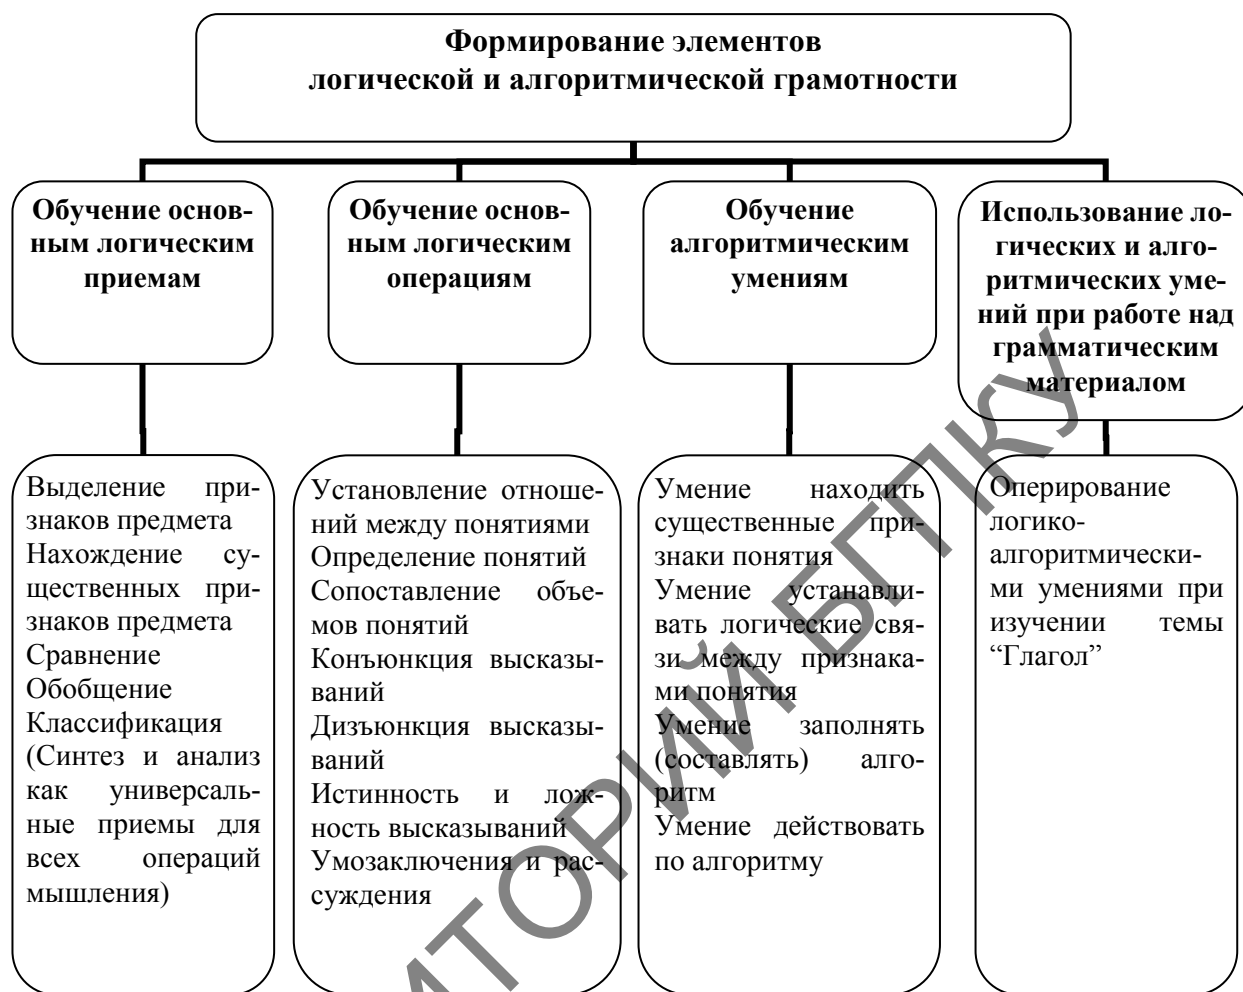 Формирование элементов
логической и алгоритмической грамотности
Обучение основ-
ным логическим
приемам
Обучение основ-
ным логическим
операциям
Обучение
алгоритмическим
умениям
Использование ло-
гических и алго-
ритмических уме-
ний при работе над
грамматическим
материалом
Выделение при-
знаков предмета
Нахождение су-
щественных при-
знаков предмета
Сравнение
Обобщение
Классификация
(Синтез и анализ
как универсаль-
ные приемы для
всех операций
мышления)
Установление отноше-
ний между понятиями
Определение понятий
Сопоставление объе-
мов понятий
Конъюнкция высказы-
ваний
Дизъюнкция высказы-
ваний
Истинность и лож-
ность высказываний
Умозаключения и рас-
суждения
Умение находить
существенные при-
знаки понятия
Умение устанавли-
вать логические свя-
зи между признака-
ми понятия
Умение заполнять
(составлять) алго-
ритм
Умение действовать
по алгоритму
Оперирование
логико-
алгоритмически-
ми умениями при
изучении темы
“Глагол”
ИТОРИЙ БГПКУ